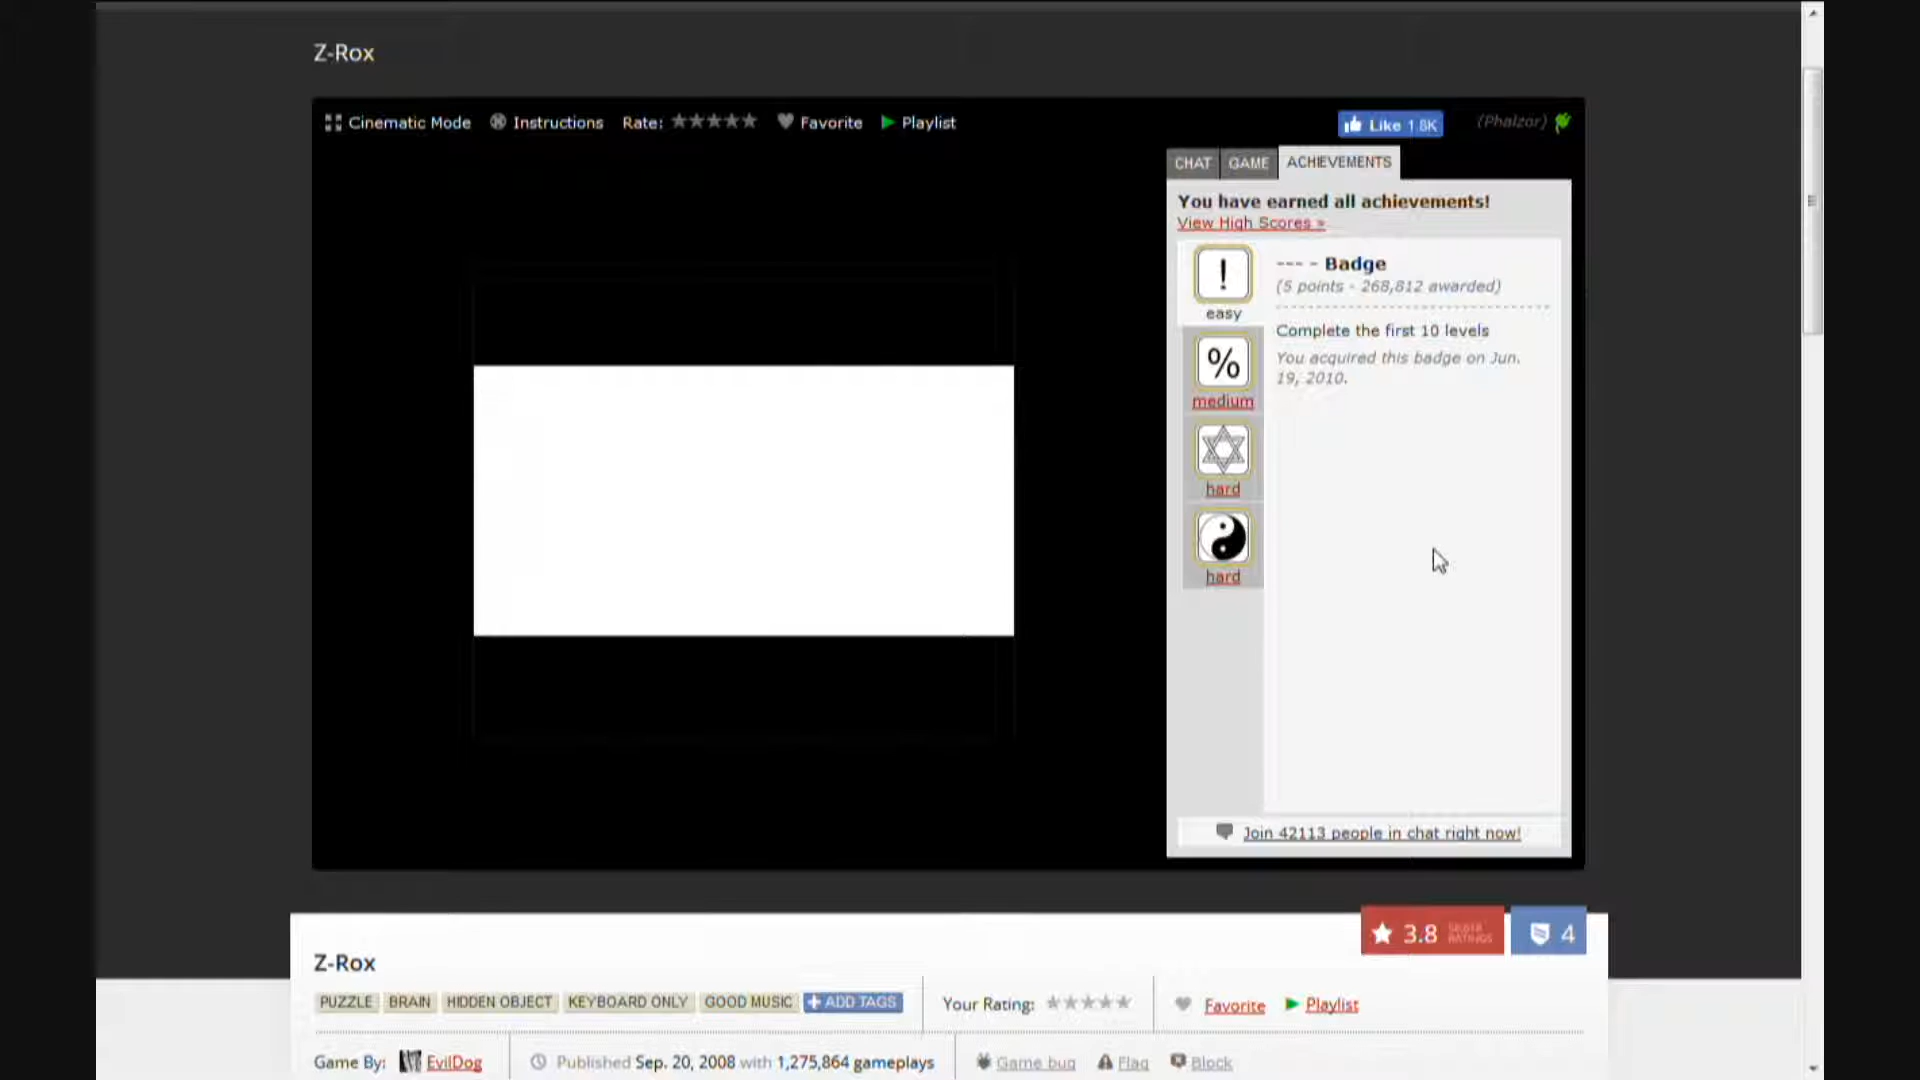 Z-Rox
Cinematic Mode Instructions Rate: Favorite Playlist
Like 1.8K (Phalzor)
CHAT GAME ACHIEVEMENTS
You have earned all achievements!
View High Scores »
! easy
---- - Badge
(5 points - 268,812 awarded)
Complete the first 10 levels
You acquired this badge on Jun.
19, 2010.
%
medium
hard
hard
Join 42113 people in chat right now!
3.8 RATINGS 4
Z-Rox
PUZZLE BRAIN HIDDEN OBJECT KEYBOARD ONLY GOOD MUSIC + ADD TAGS Your Rating: Favorite Playlist
Game By: EvilDog Published Sep. 20, 2008 with 1,275,864 gameplays Game bug Flag Block